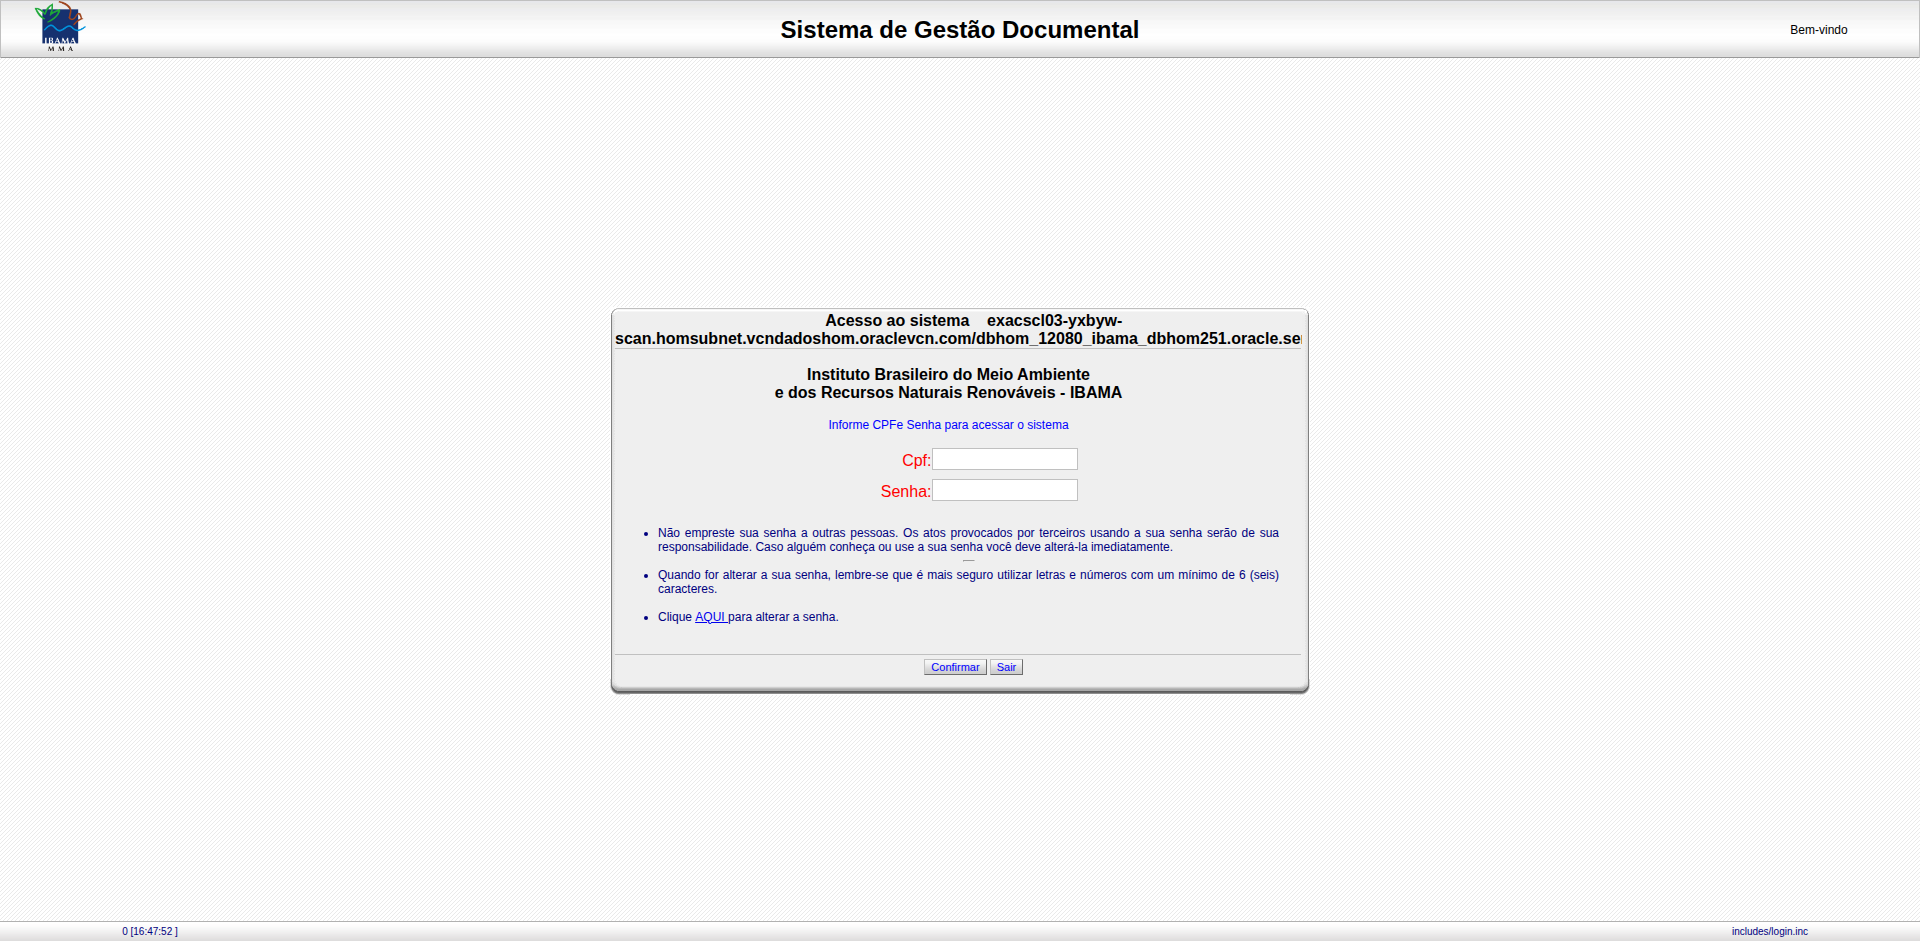 IBAMA
M M A
Sistema de Gestão Documental
Bem-vindo
Acesso ao sistema exacscl03-yxbyw-
scan.homsubnet.vcndadoshom.oraclevcn.com/dbhom_12080_ibama_dbhom251.oracle.se
Instituto Brasileiro do Meio Ambiente
e dos Recursos Naturais Renováveis - IBAMA
Informe CPFe Senha para acessar o sistema
Cpf:
Senha:
• Não empreste sua senha a outras pessoas. Os atos provocados por terceiros usando a sua senha serão de sua
responsabilidade. Caso alguém conheça ou use a sua senha você deve alterá-la imediatamente.
• Quando for alterar a sua senha, lembre-se que é mais seguro utilizar letras e números com um mínimo de 6 (seis)
caracteres.
• Clique AQUI para alterar a senha.
Confirmar Sair
0 [16:47:52 ]
includes/login.inc